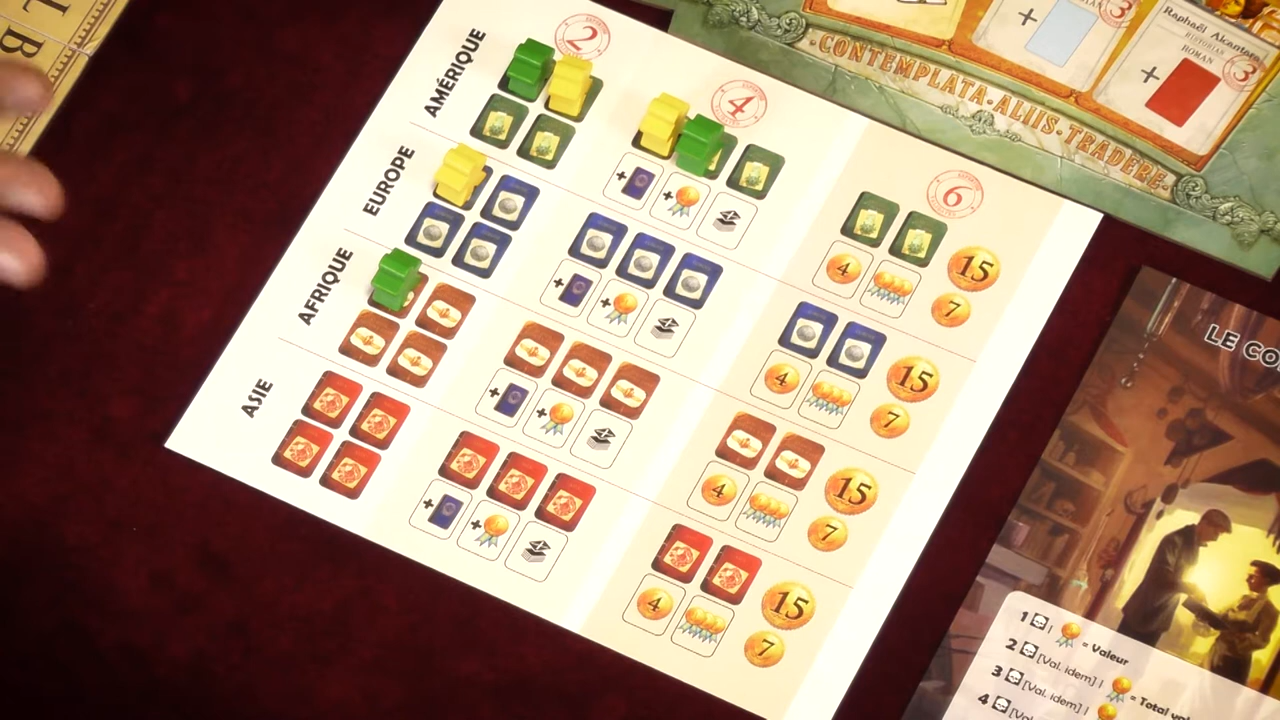 AMÉRIQUE
2
4
6
EUROPE
AFRIQUE
ASIE
4
15
7
4
15
7
4
15
7
4
15
7
CONTEMPLATA·ALIIS·TRADERE
+
3
Raphaël Alcantara
HISTORIAS
ROMAN
+
3
LE CO
1 = Valeur
2 [Val. idem]
3 [Val. idem] = Total
4 [Val.